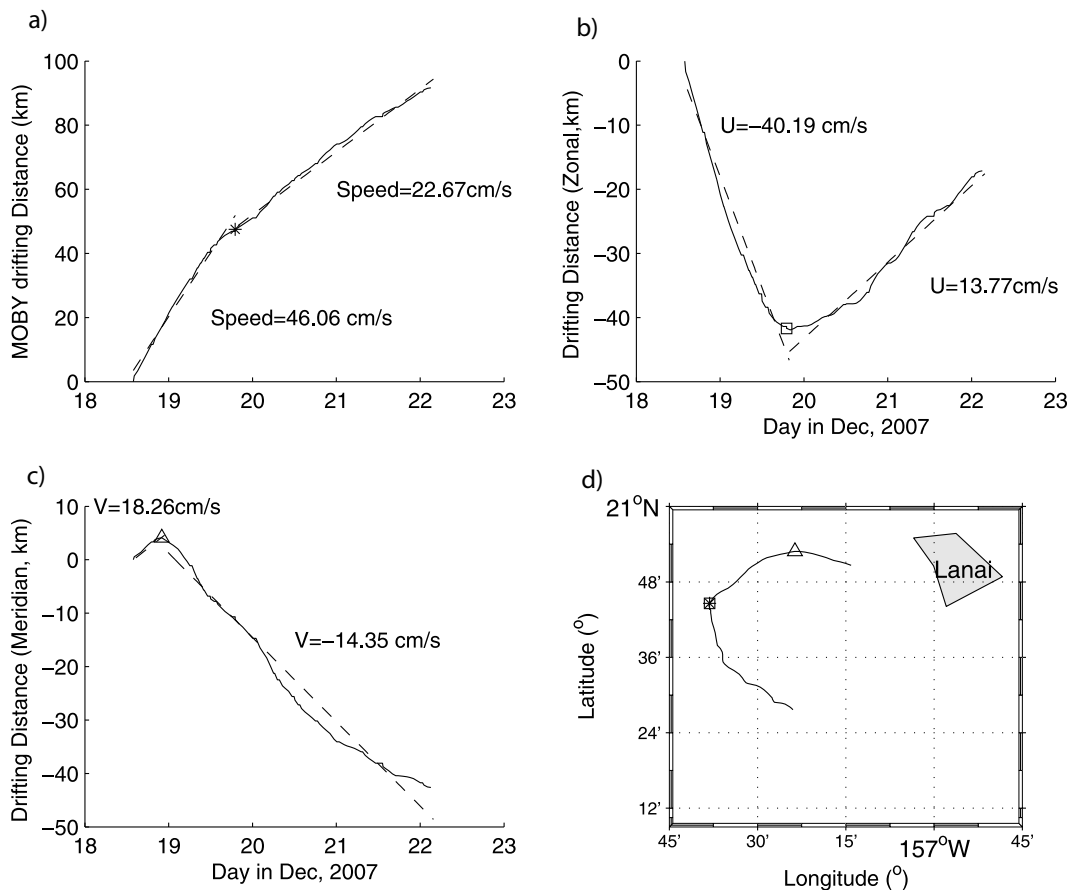 a)
100
80
60
40
20
0
MOBY drifting Distance (km)
Speed=22.67cm/s
Speed=46.06 cm/s
18 19 20 21 22 23
b)
0
−10
−20
−30
−40
−50
Drifting Distance (Zonal,km)
U=−40.19 cm/s
U=13.77cm/s
18 19 20 21 22 23
Day in Dec, 2007
c)
10
0
−10
−20
−30
−40
−50
Drifting Distance (Meridian, km)
V=18.26cm/s
V=−14.35 cm/s
18 19 20 21 22 23
Day in Dec, 2007
d)
21°N
48'
36'
24'
12'
Latitude (°)
Lanai
45' 30' 15' 157°W 45'
Longitude (°)